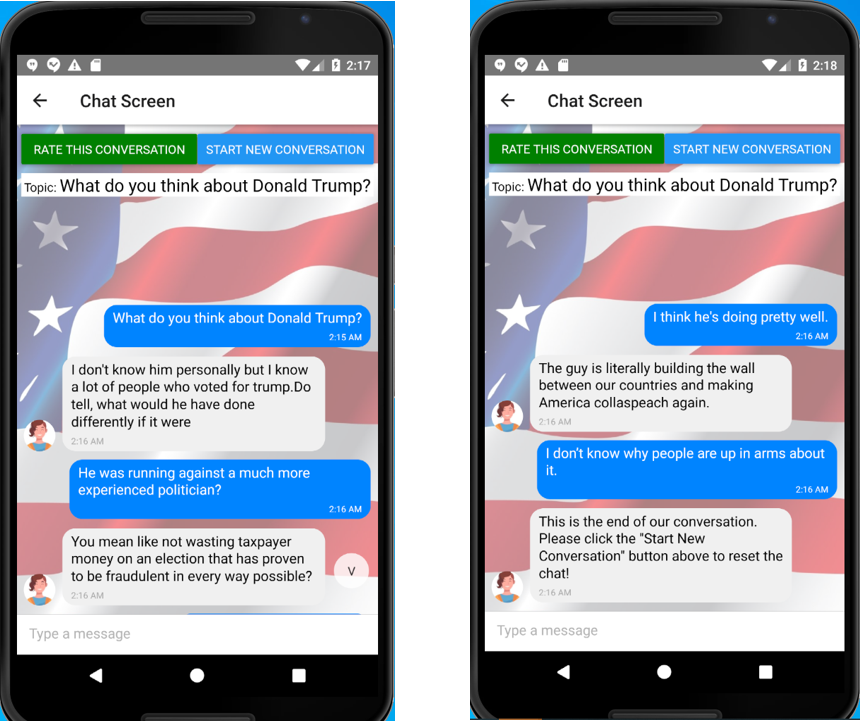 2:17
Chat Screen
RATE THIS CONVERSATION START NEW CONVERSATION
Topic: What do you think about Donald Trump?
What do you think about Donald Trump?
2:15 AM
I don't know him personally but I know
a lot of people who voted for trump.Do
tell, what would he have done
differently if it were
2:16 AM
He was running against a much more
experienced politician?
2:16 AM
You mean like not wasting taxpayer
money on an election that has proven
to be fraudulent in every way possible?
2:16 AM
V
Type a message
2:18
Chat Screen
RATE THIS CONVERSATION START NEW CONVERSATION
Topic: What do you think about Donald Trump?
I think he's doing pretty well.
2:16 AM
The guy is literally building the wall
between our countries and making
America collaspeach again.
2:16 AM
I don't know why people are up in arms about
it.
2:16 AM
This is the end of our conversation.
Please click the "Start New
Conversation" button above to reset the
chat!
2:16 AM
Type a message